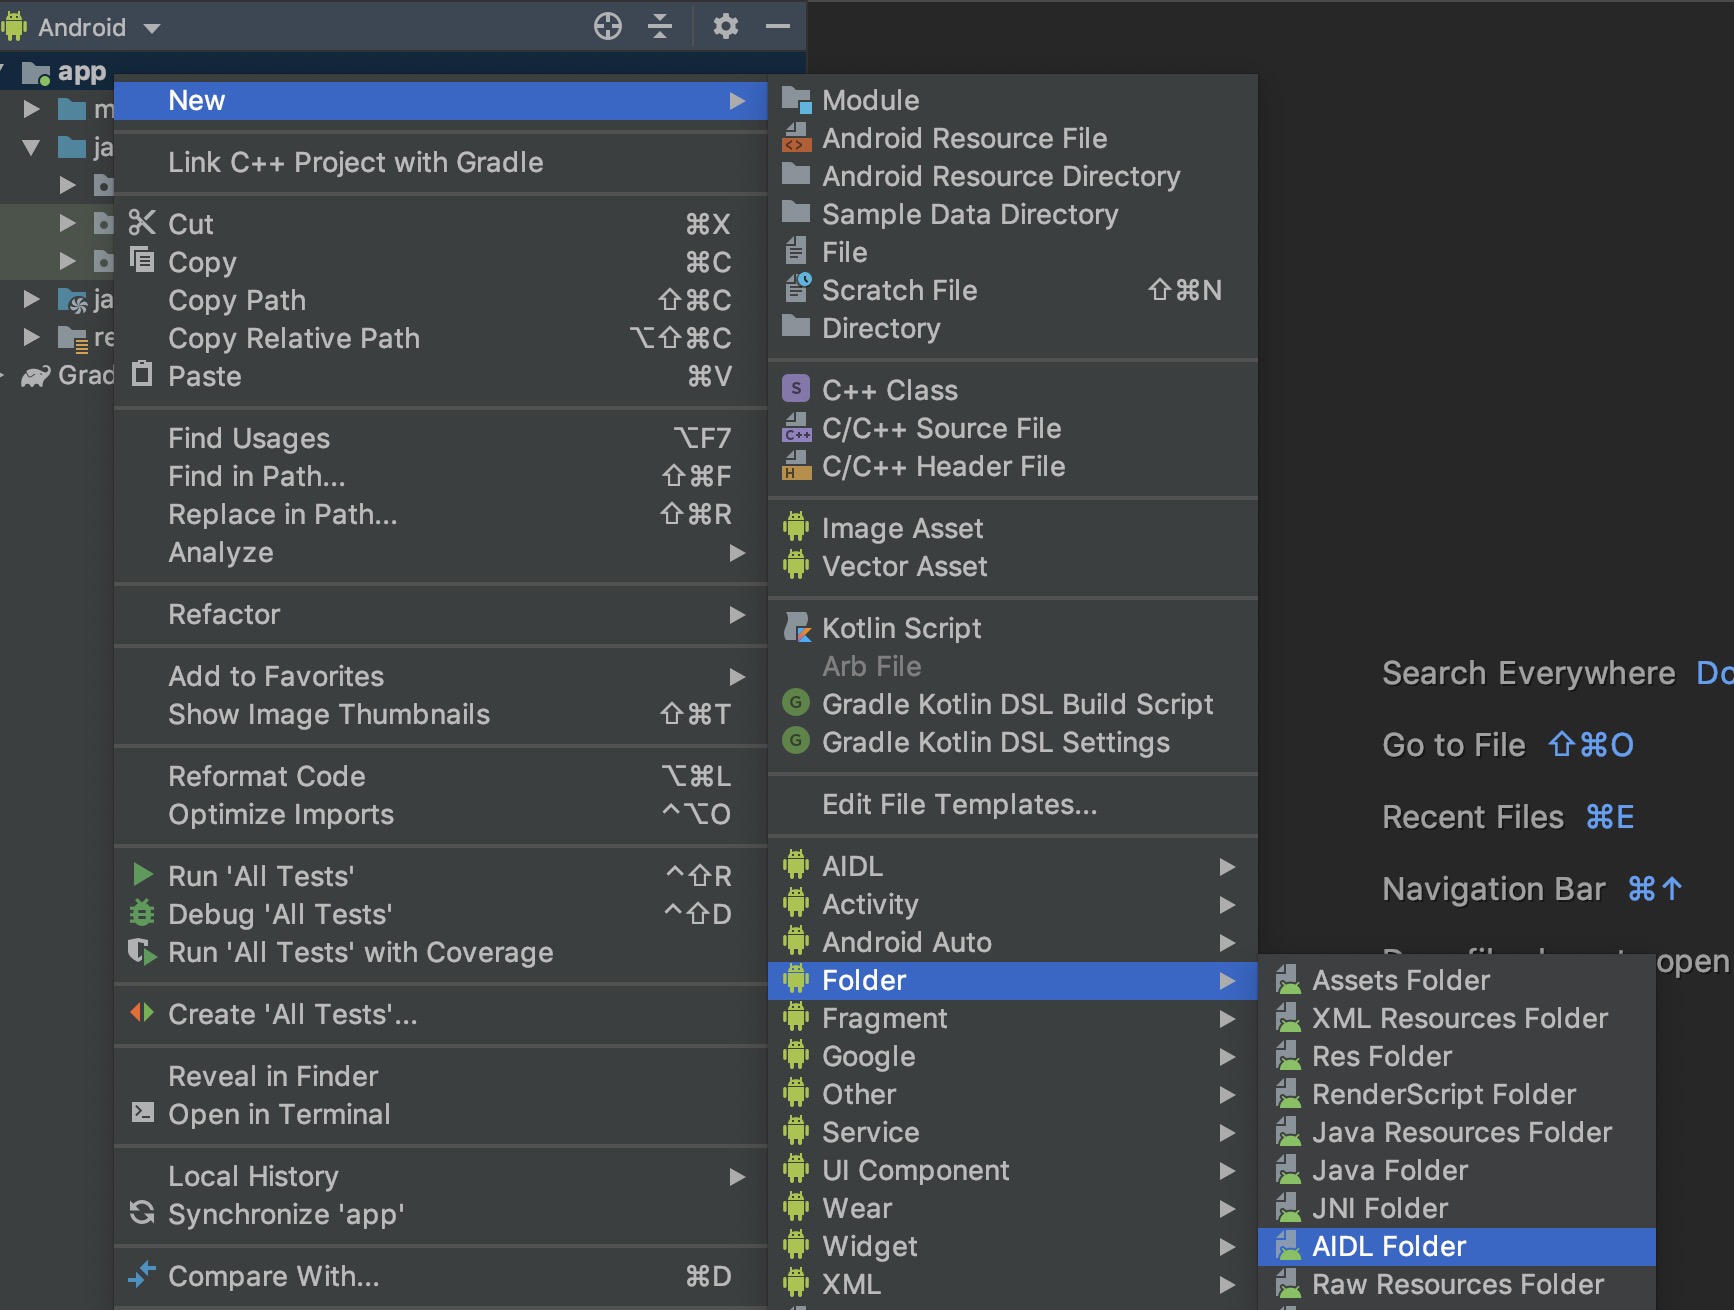 Android
app
m
ja
ja
re
Grad
New
Link C++ Project with Gradle
Cut ⌘X
Copy ⌘C
Copy Path ⇧⌘C
Copy Relative Path ⌥⇧⌘C
Paste ⌘V
Find Usages ⌥F7
Find in Path... ⇧⌘F
Replace in Path... ⇧⌘R
Analyze
Refactor
Add to Favorites
Show Image Thumbnails ⇧⌘T
Reformat Code ⌥⌘L
Optimize Imports ^⌥O
Run 'All Tests' ^⇧R
Debug 'All Tests' ^⇧D
Run 'All Tests' with Coverage
Create 'All Tests'...
Reveal in Finder
Open in Terminal
Local History
Synchronize 'app'
Compare With... ⌘D
Module
Android Resource File
Android Resource Directory
Sample Data Directory
File
Scratch File ⇧⌘N
Directory
S C++ Class
C++ C/C++ Source File
H C/C++ Header File
Image Asset
Vector Asset
Kotlin Script
Arb File
G Gradle Kotlin DSL Build Script
G Gradle Kotlin DSL Settings
Edit File Templates...
AIDL
Activity
Android Auto
Folder
Fragment
Google
Other
Service
UI Component
Wear
Widget
XML
Assets Folder
XML Resources Folder
Res Folder
RenderScript Folder
Java Resources Folder
Java Folder
JNI Folder
AIDL Folder
Raw Resources Folder
Search Everywhere Do
Go to File ⇧⌘O
Recent Files ⌘E
Navigation Bar ⌘↑
open